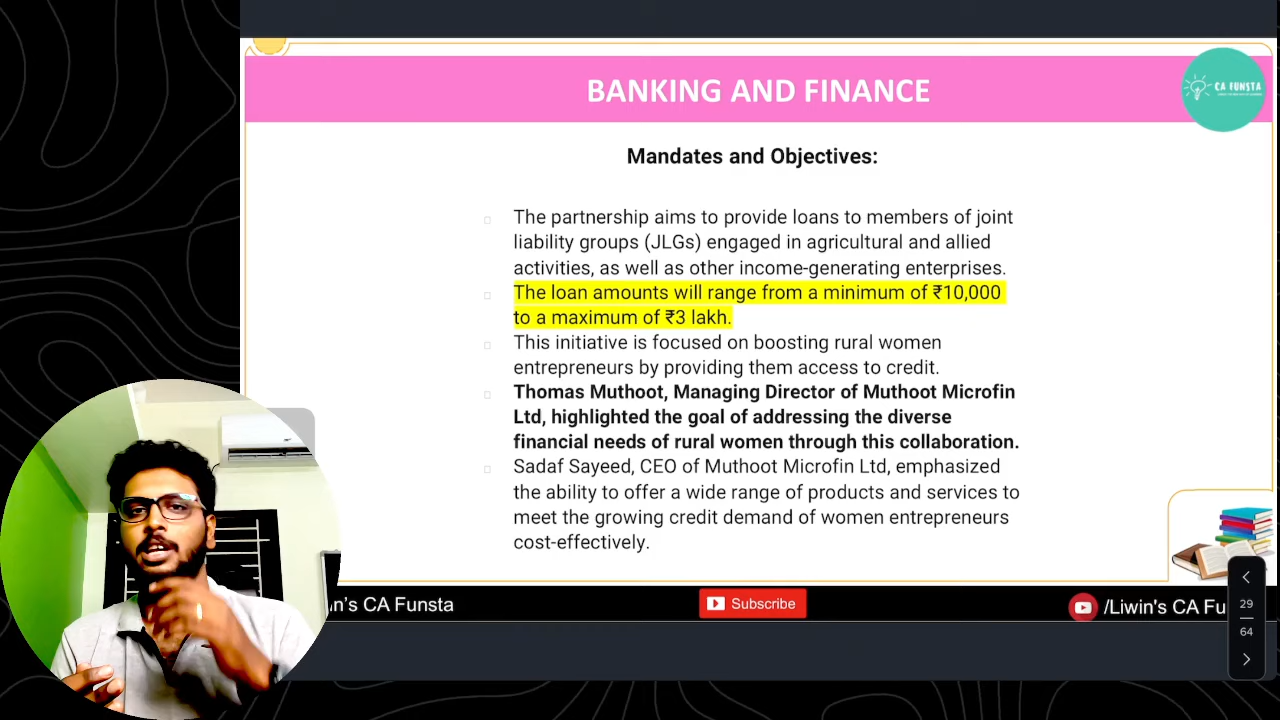 BANKING AND FINANCE
CA FUNSTA
Mandates and Objectives:
The partnership aims to provide loans to members of joint
liability groups (JLGs) engaged in agricultural and allied
activities, as well as other income-generating enterprises.
The loan amounts will range from a minimum of ₹10,000
to a maximum of ₹3 lakh.
This initiative is focused on boosting rural women
entrepreneurs by providing them access to credit.
Thomas Muthoot, Managing Director of Muthoot Microfin
Ltd, highlighted the goal of addressing the diverse
financial needs of rural women through this collaboration.
Sadaf Sayeed, CEO of Muthoot Microfin Ltd, emphasized
the ability to offer a wide range of products and services to
meet the growing credit demand of women entrepreneurs
cost-effectively.
n's CA Funsta
Subscribe
/Liwin's CA Fu
29
64